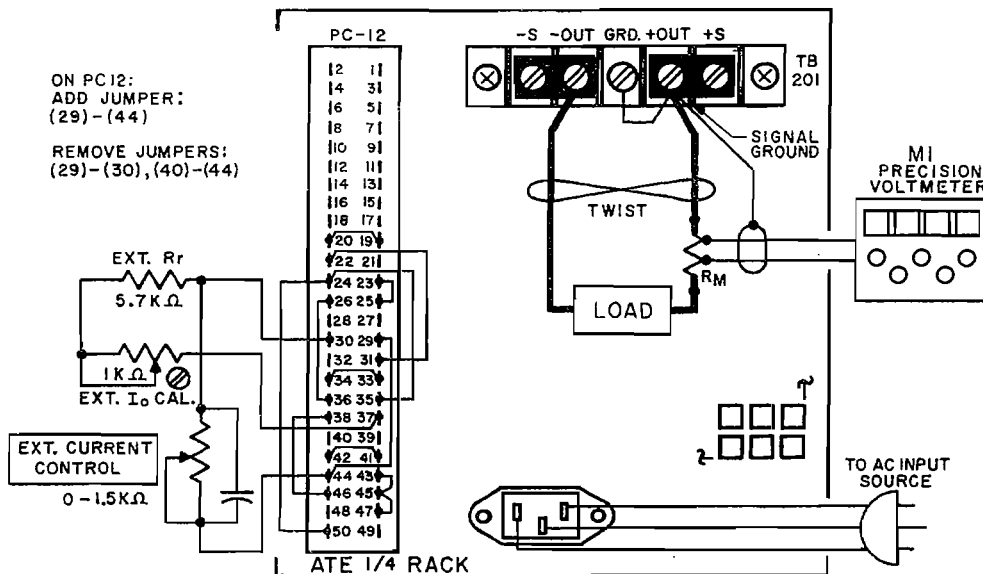 ON PC12:
ADD JUMPER:
(29)-(44)
REMOVE JUMPERS:
(29)-(30),(40)-(44)
EXT. Rr
5.7KΩ
1KΩ
EXT. Io CAL.
EXT. CURRENT
CONTROL
0-1.5KΩ
PC-12
2 1
4 3
6 5
8 7
10 9
12 11
14 13
16 15
18 17
20 19
22 21
24 23
26 25
28 27
30 29
32 31
34 33
36 35
38 37
40 39
42 41
44 43
46 45
48 47
50 49
ATE 1/4 RACK
-S -OUT GRD. +OUT +S
TB
201
SIGNAL
GROUND
TWIST
RM
LOAD
M1
PRECISION
VOLTMETER
TO AC INPUT
SOURCE